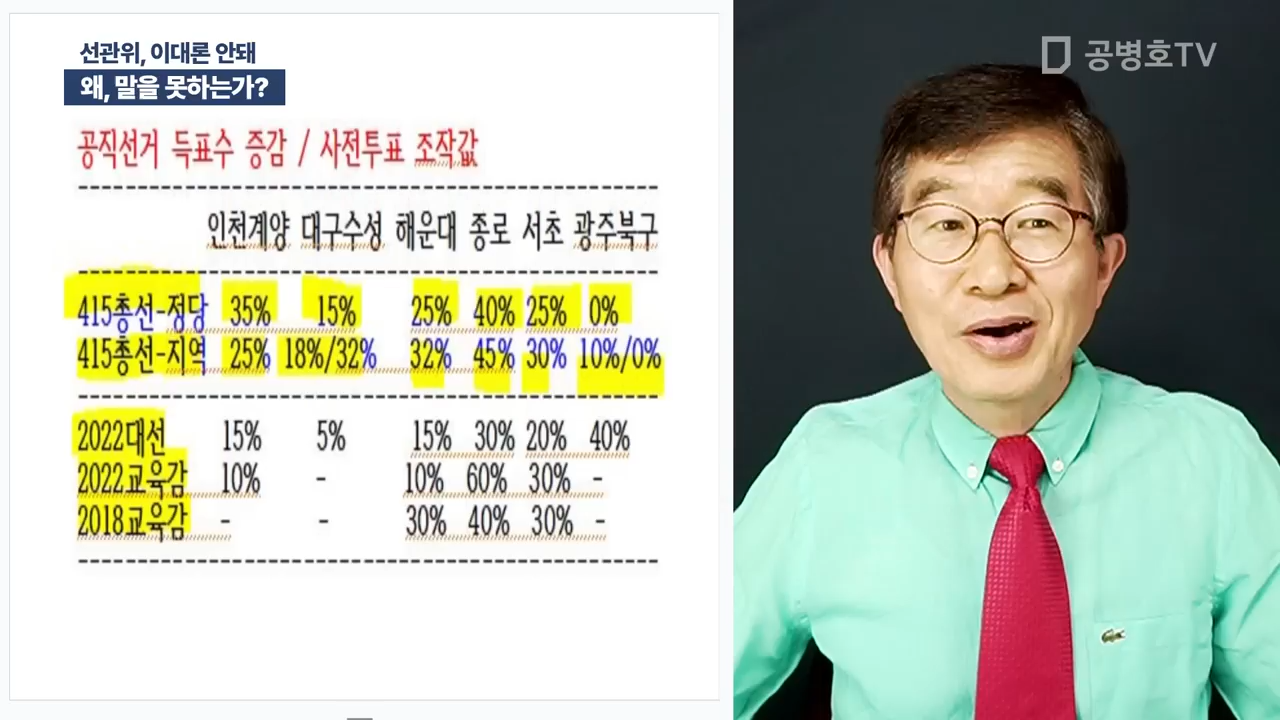 선관위, 이대론 안돼
왜, 말을 못하는가?
공병호TV
공직선거 득표수 증감 / 사전투표 조작값
인천계양 대구수성 해운대 종로 서초 광주북구
415총선-정당 35% 15% 25% 40% 25% 0%
415총선-지역 25% 18%/32% 32% 45% 30% 10%/0%
2022대선 15% 5% 15% 30% 20% 40%
2022교육감 10% - 10% 60% 30% -
2018교육감 - - 30% 40% 30% -